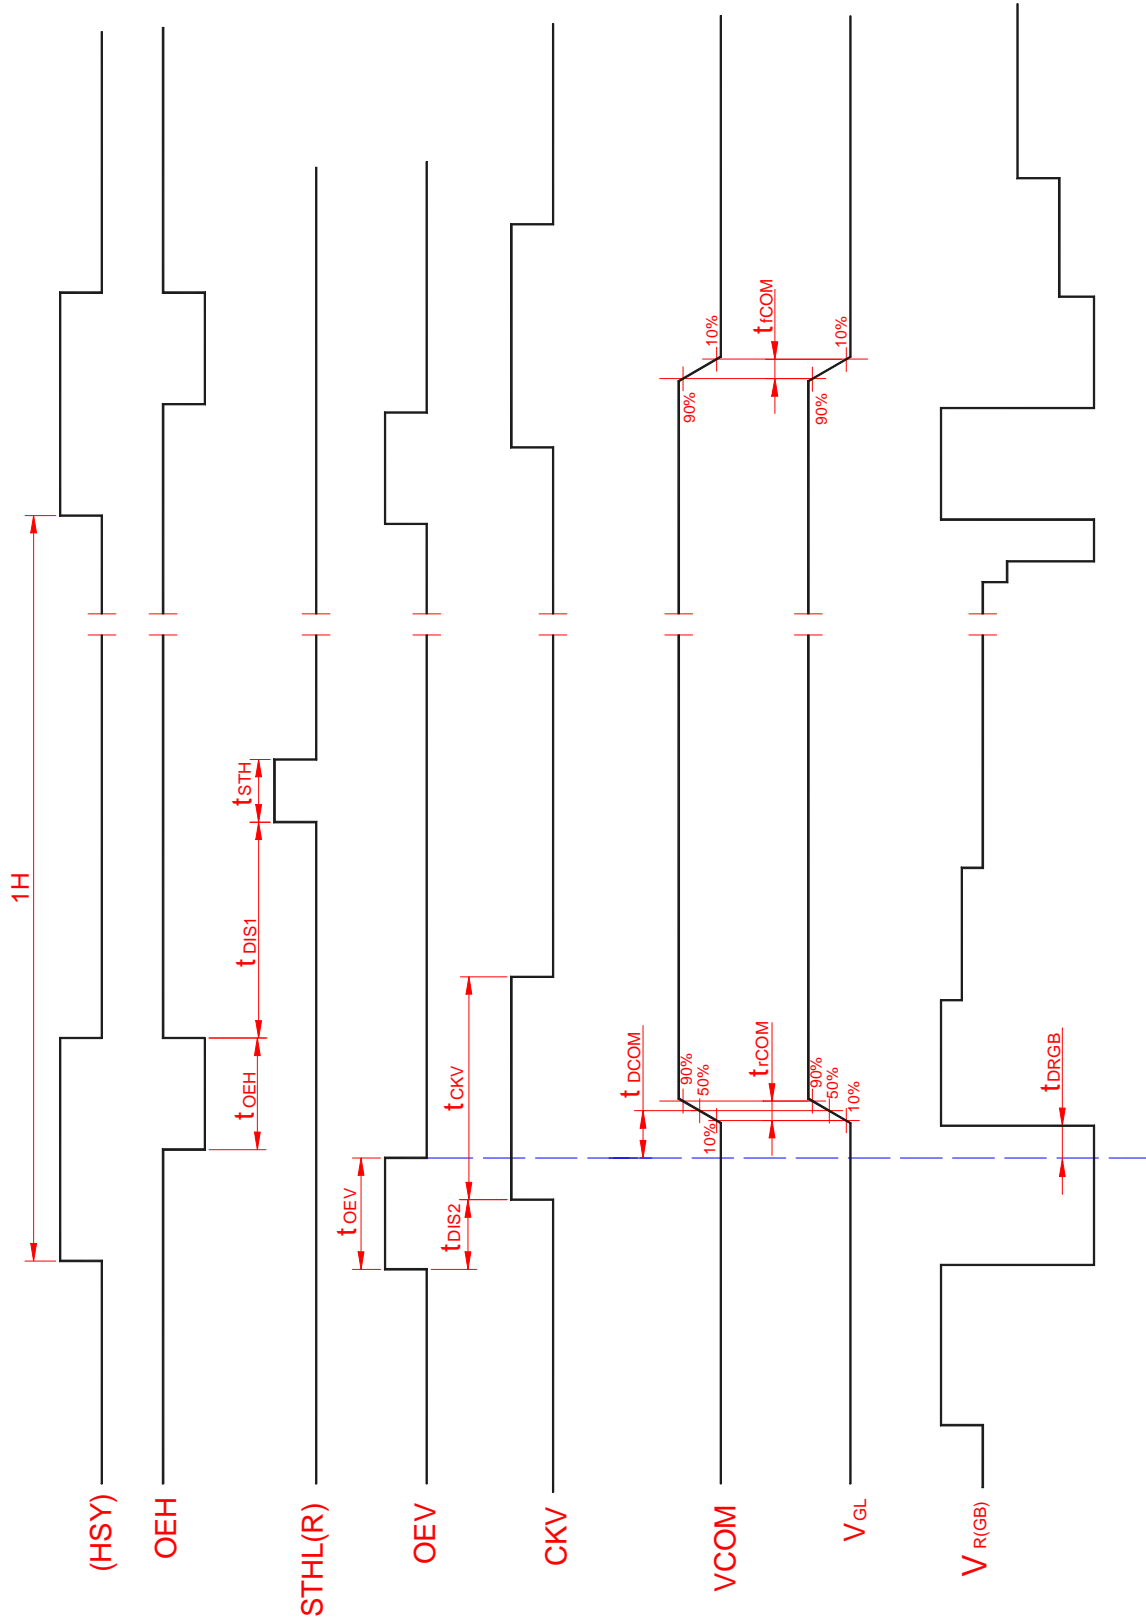 1H
(HSY)
tOEH
OEH
tDIS1
tSTH
STHL(R)
tOEV
OEV
tDIS2
tCKV
CKV
tDCOM
90%
50%
10%
90%
10%
VCOM
trCOM
tfCOM
90%
50%
10%
90%
10%
VGL
tDRGB
VR(GB)